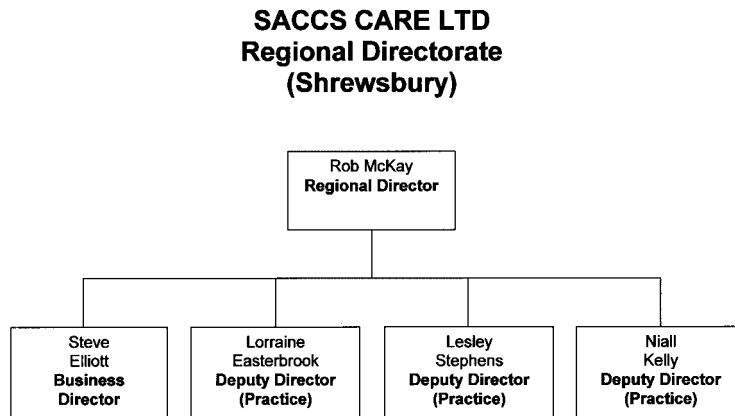 SACCS CARE LTD
Regional Directorate
(Shrewsbury)
Rob McKay
Regional Director
Steve
Elliott
Business
Director
Lorraine
Easterbrook
Deputy Director
(Practice)
Lesley
Stephens
Deputy Director
(Practice)
Niall
Kelly
Deputy Director
(Practice)